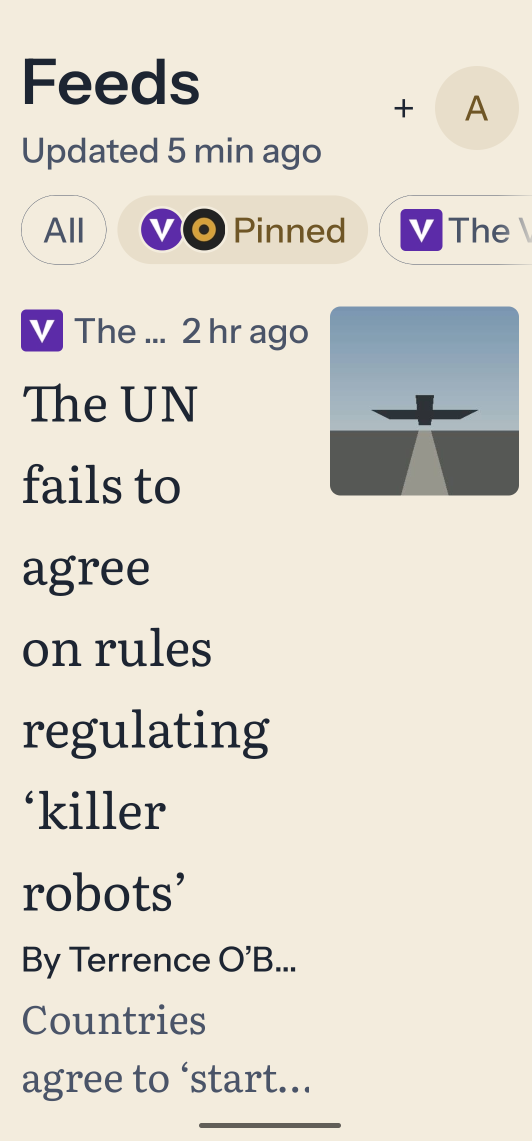 Feeds
Updated 5 min ago
+
A
All
Pinned
The
The ... 2 hr ago
The UN
fails to
agree
on rules
regulating
‘killer
robots’
By Terrence O’B...
Countries
agree to ‘start...